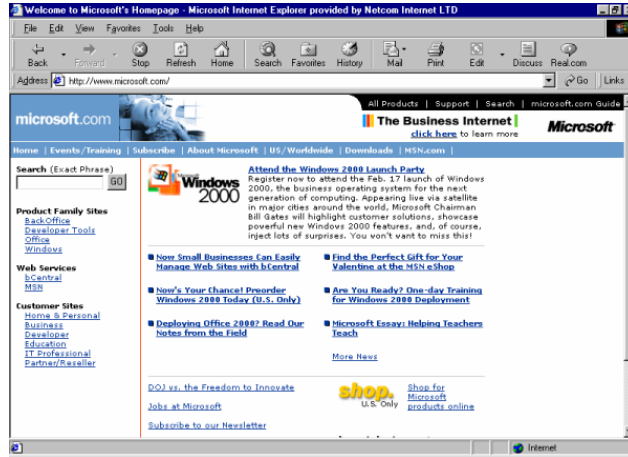 Welcome to Microsoft's Homepage - Microsoft Internet Explorer provided by Netcom Internet LTD
File Edit View Favorites Tools Help
Back Forward Stop Refresh Home Search Favorites History Mail Print Edit Discuss Real.com
Address http://www.microsoft.com/ Go Links
All Products | Support | Search | microsoft.com Guide
microsoft.com
The Business Internet
click here to learn more
Microsoft
Home | Events/Training | Subscribe | About Microsoft | US/Worldwide | Downloads | MSN.com |
Search (Exact Phrase)
GO
Product Family Sites
BackOffice
Developer Tools
Office
Windows
Web Services
bCentral
MSN
Customer Sites
Home & Personal
Business
Developer
Education
IT Professional
Partner/Reseller
Windows
2000
Attend the Windows 2000 Launch Party
Register now to attend the Feb. 17 launch of Windows
2000, the business operating system for the next
generation of computing. Appearing live via satellite
in major cities around the world, Microsoft Chairman
Bill Gates will highlight customer solutions, showcase
powerful new Windows 2000 features, and, of course,
inject lots of surprises. You won't want to miss this!
Now Small Businesses Can Easily
Manage Web Sites with bCentral
Find the Perfect Gift for Your
Valentine at the MSN eShop
Now's Your Chance! Preorder
Windows 2000 Today (U.S. Only)
Are You Ready? One-day Training
for Windows 2000 Deployment
Deploying Office 2000? Read Our
Notes from the Field
Microsoft Essay: Helping Teachers
Teach
More News
DOJ vs. the Freedom to Innovate
Jobs at Microsoft
Subscribe to our Newsletter
shop.
U.S. Only
Shop for
Microsoft
products online
Internet